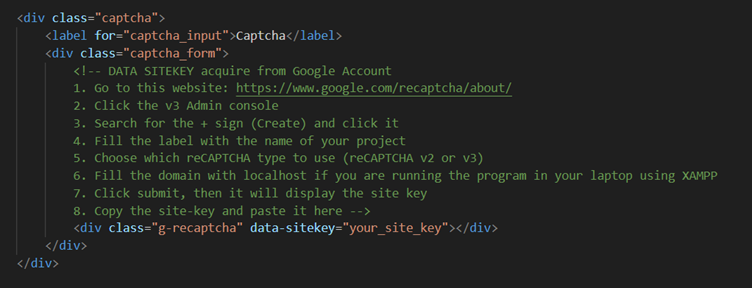 <div class="captcha">
<label for="captcha_input">Captcha</label>
<div class="captcha_form">
<!-- DATA SITEKEY acquire from Google Account
1. Go to this website: https://www.google.com/recaptcha/about/
2. Click the v3 Admin console
3. Search for the + sign (Create) and click it
4. Fill the label with the name of your project
5. Choose which reCAPTCHA type to use (reCAPTCHA v2 or v3)
6. Fill the domain with localhost if you are running the program in your laptop using XAMPP
7. Click submit, then it will display the site key
8. Copy the site-key and paste it here -->
<div class="g-recaptcha" data-sitekey="your_site_key"></div>
</div>
</div>